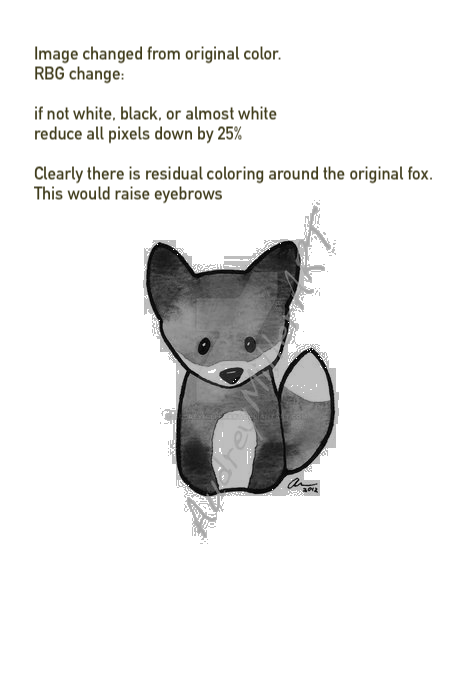 Image changed from original color.
RBG change:
if not white, black, or almost white
reduce all pixels down by 25%
Clearly there is residual coloring around the original fox.
This would raise eyebrows
2012